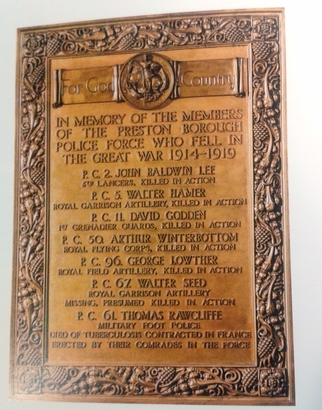 For God Country
IN MEMORY OF THE MEMBERS
OF THE PRESTON BOROUGH
POLICE FORCE WHO FELL IN
THE GREAT WAR 1914-1919
P.C. 2. JOHN BALDWIN LEE
LANCERS, KILLED IN ACTION
P.C. 5. WALTER HAMER
ROYAL GARRISON ARTILLERY, KILLED IN ACTION
P.C. 11. DAVID GODDEN
GRENADIER GUARDS, KILLED IN ACTION
P.C. 50. ARTHUR WINTERBOTTOM
ROYAL FLYING CORPS, KILLED IN ACTION
P.C. 96. GEORGE LOWTHER
ROYAL FIELD ARTILLERY, KILLED IN ACTION
P.C. 67. WALTER SEED
ROYAL GARRISON ARTILLERY
MISSING, PRESUMED KILLED IN ACTION
P.C. 61. THOMAS RAWCLIFFE
MILITARY FOOT POLICE
DIED OF TUBERCULOSIS CONTRACTED IN FRANCE
ERECTED BY THEIR COMRADES IN THE FORCE